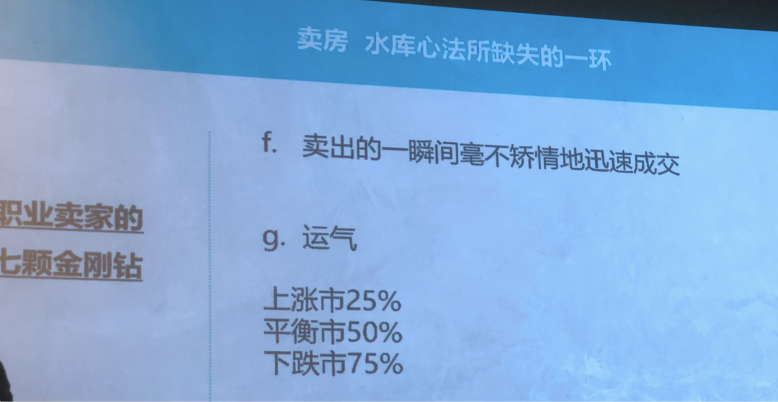 卖房 水库心法所缺失的一环
职业卖家的
七颗金刚钻
f. 卖出的一瞬间毫不矫情地迅速成交
g. 运气
上涨市25%
平衡市50%
下跌市75%